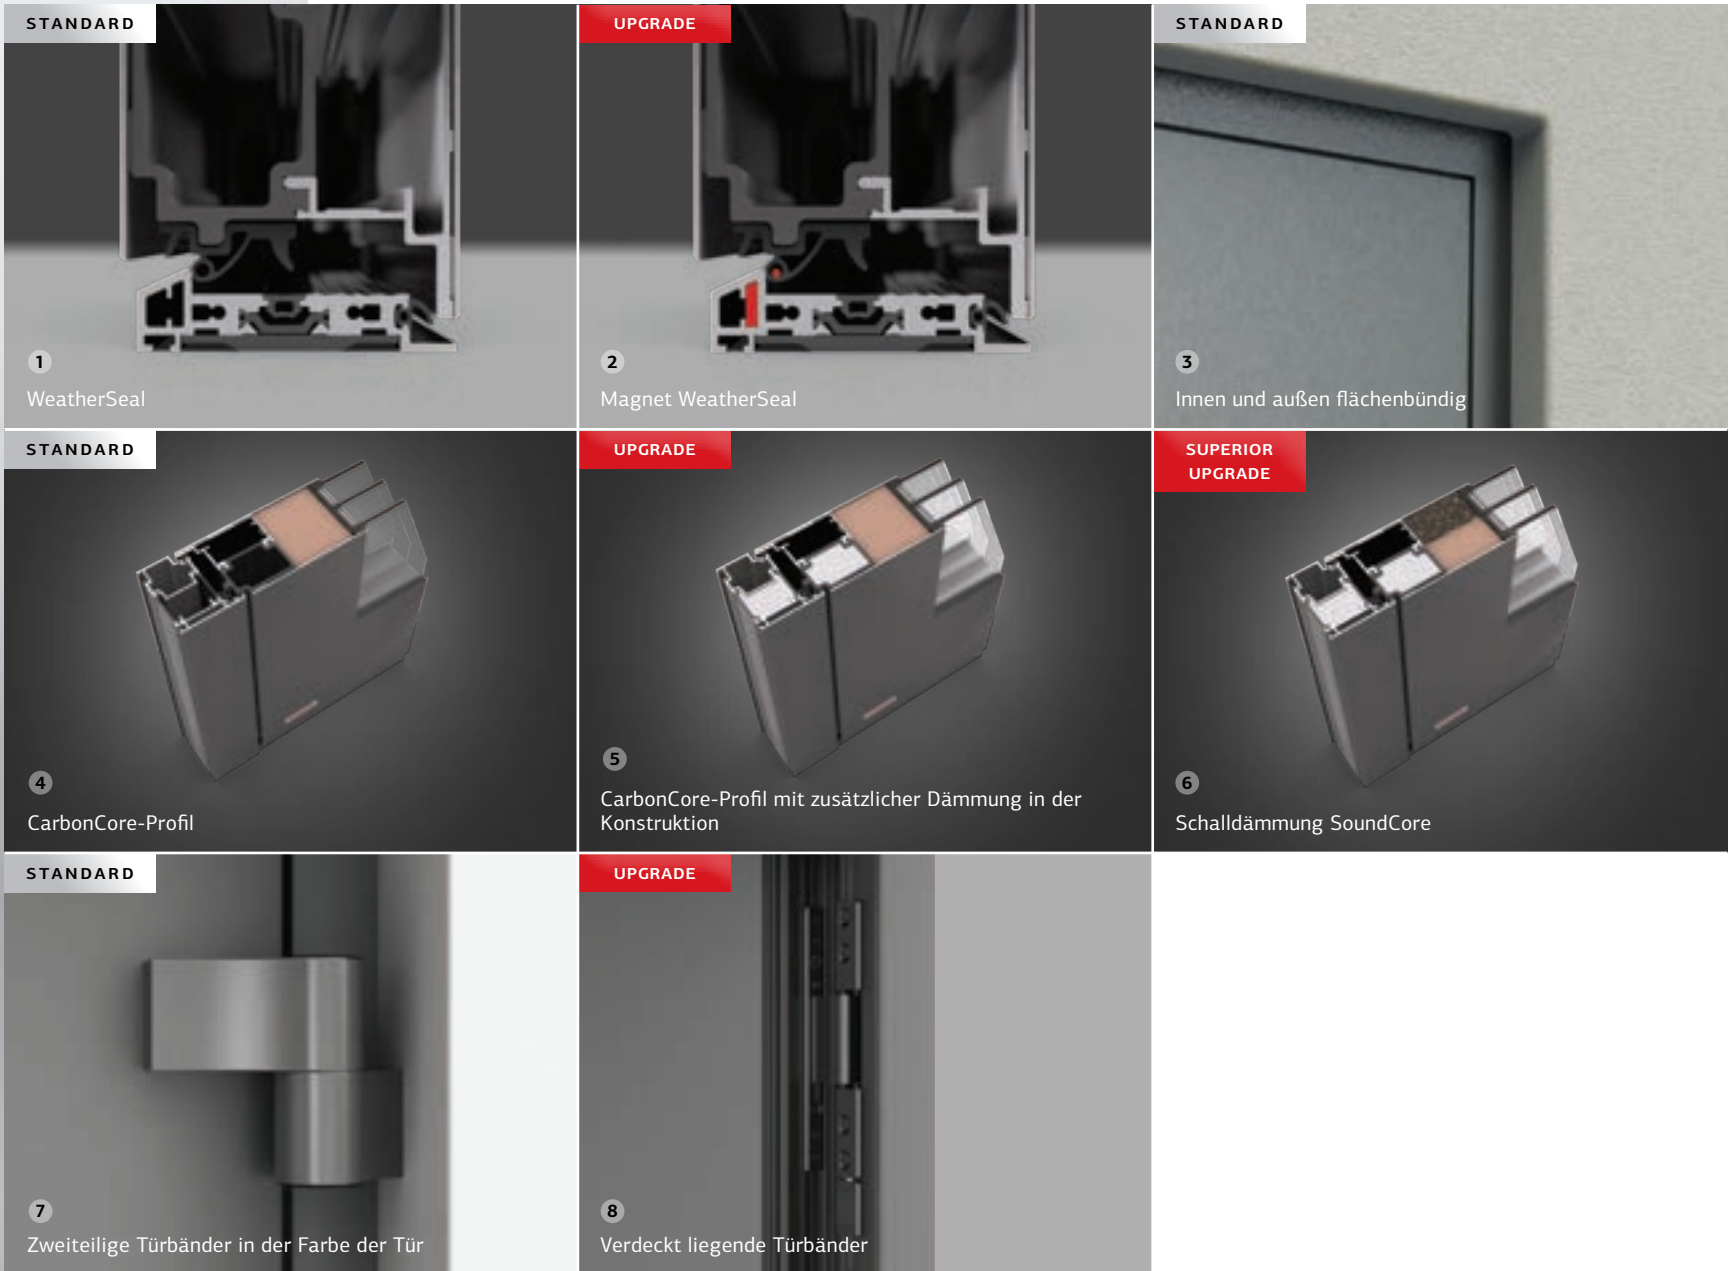 STANDARD
1
WeatherSeal
UPGRADE
2
Magnet WeatherSeal
STANDARD
3
Innen und außen flächenbündig
STANDARD
4
CarbonCore-Profil
UPGRADE
5
CarbonCore-Profil mit zusätzlicher Dämmung in der
Konstruktion
SUPERIOR
UPGRADE
6
Schalldämmung SoundCore
STANDARD
7
Zweiteilige Türbänder in der Farbe der Tür
UPGRADE
8
Verdeckt liegende Türbänder